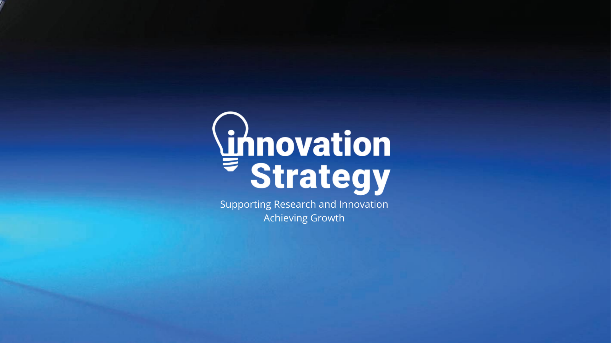 innovation
Strategy
Supporting Research and Innovation
Achieving Growth